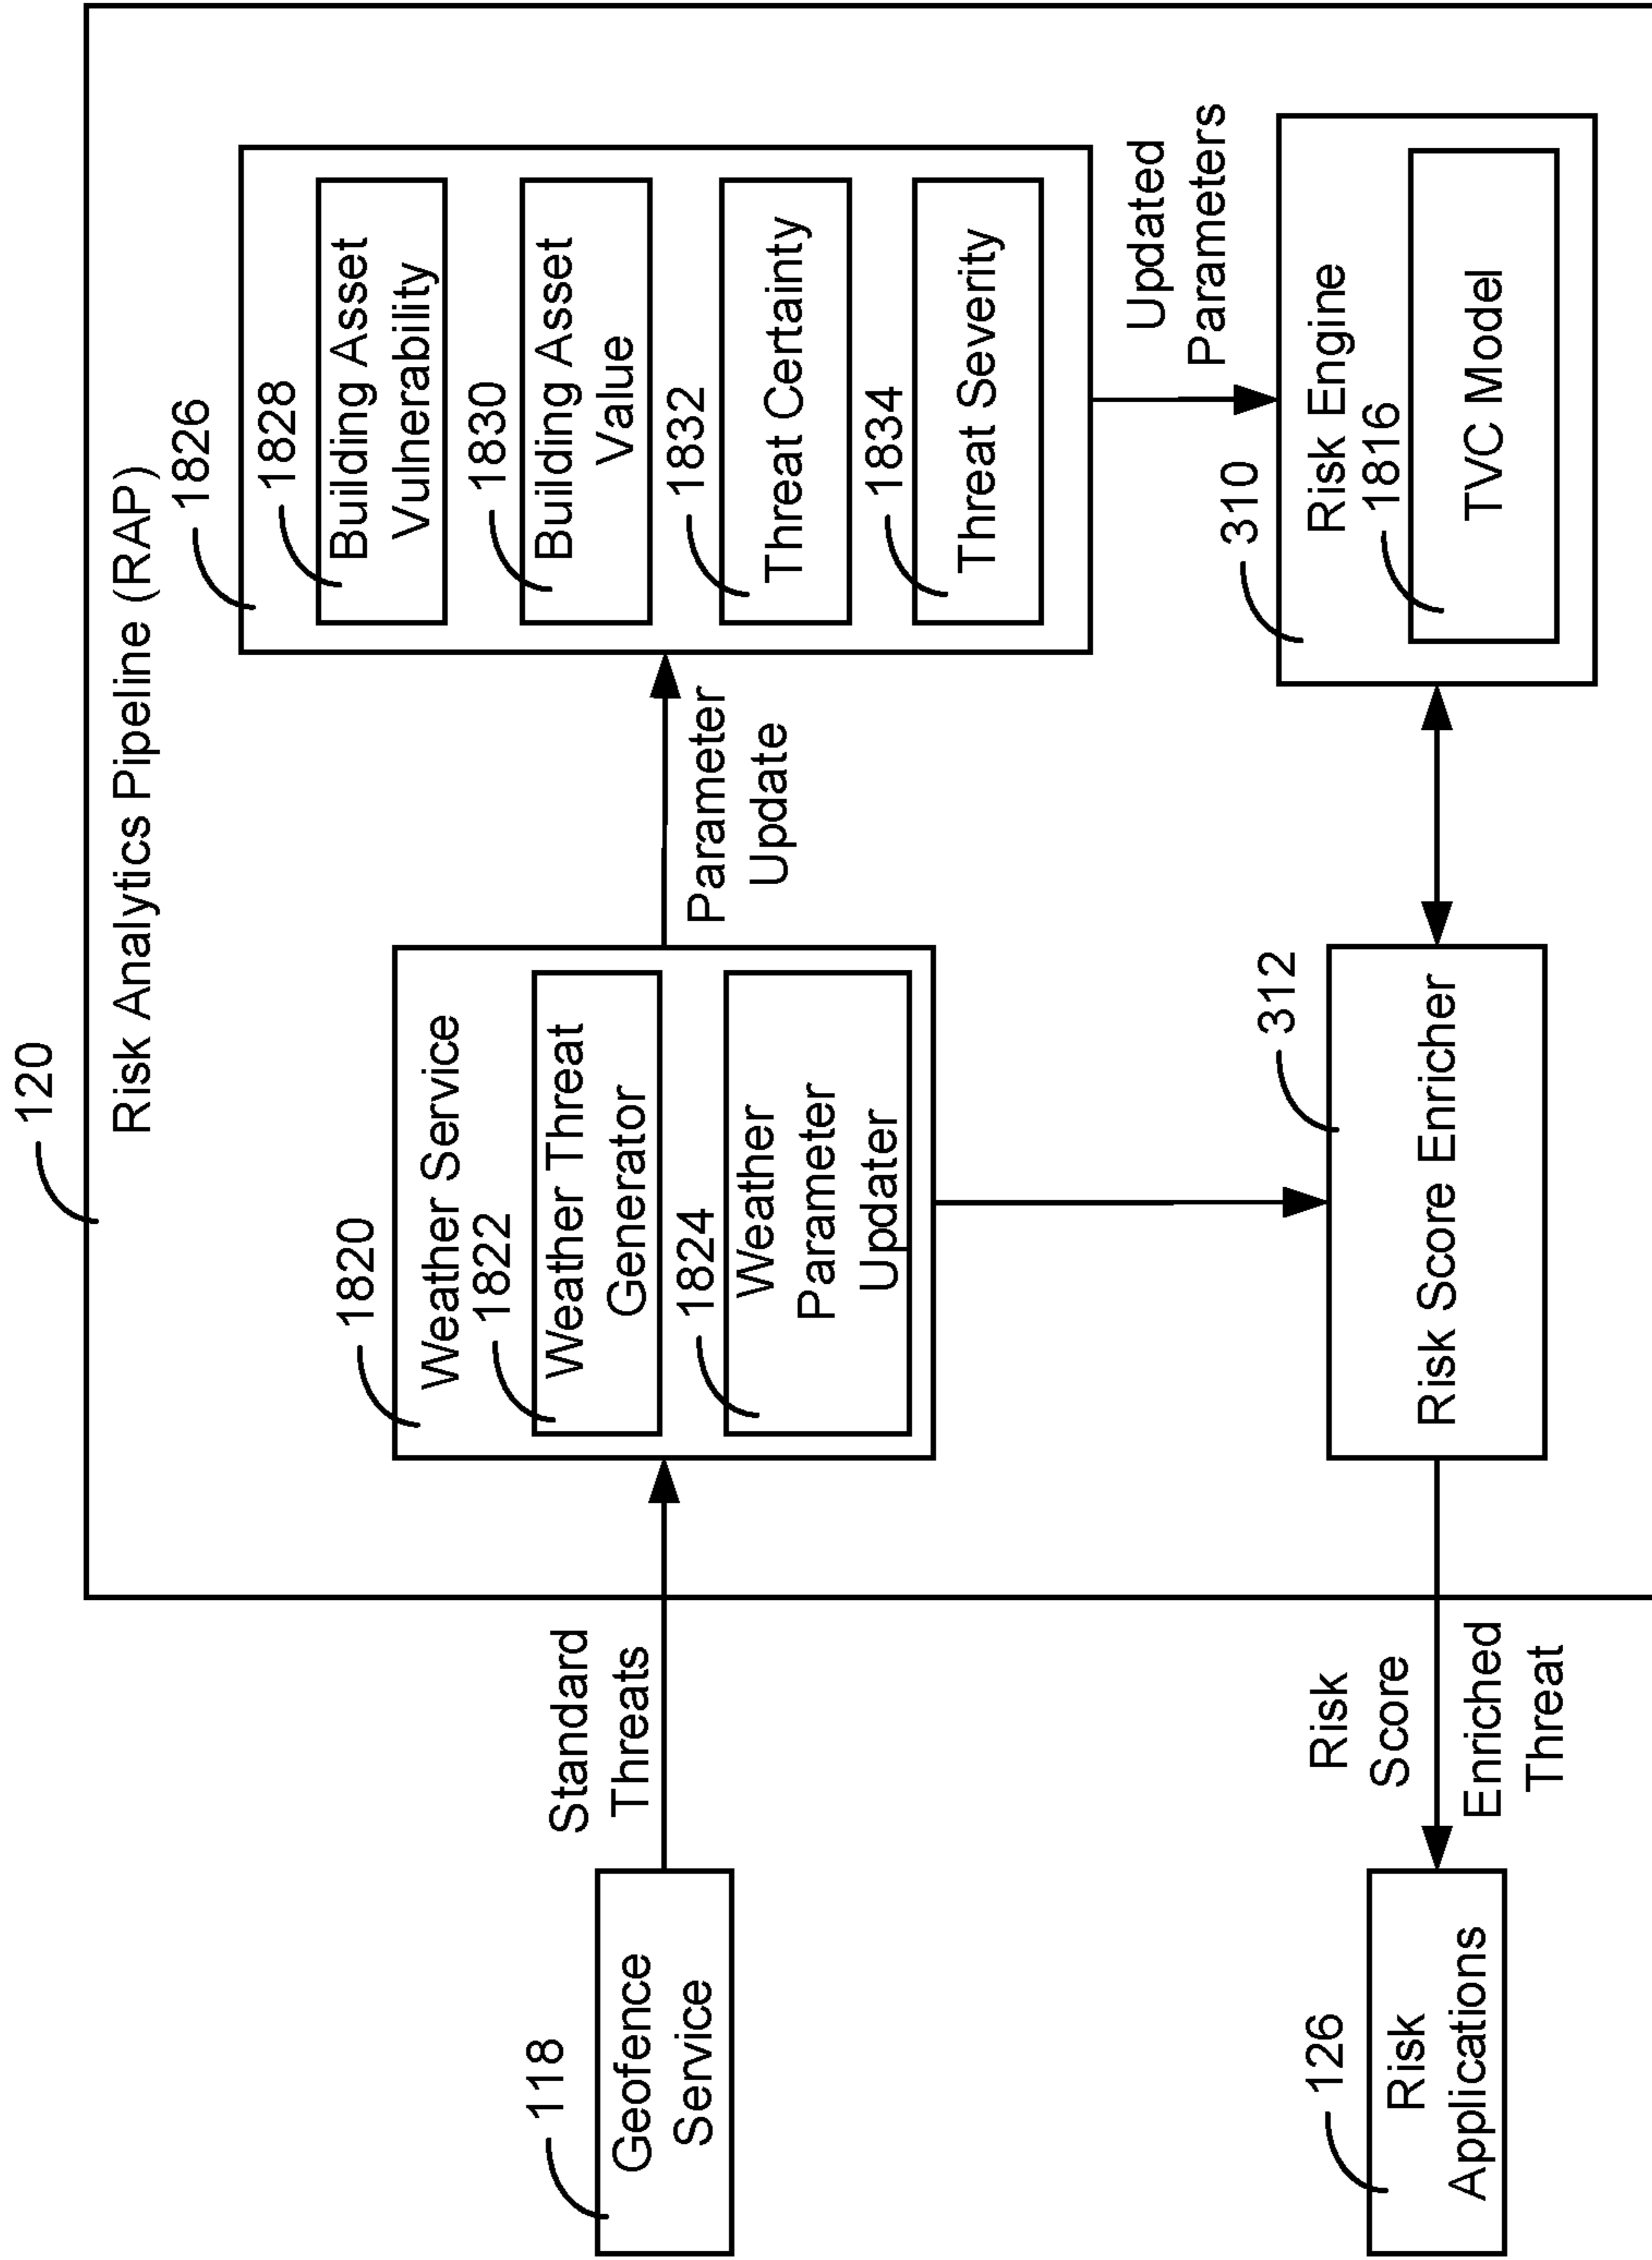 120
Risk Analytics Pipeline (RAP)
118
Geofence
Service
Standard
Threats
1820
Weather Service
1822
Weather Threat
Generator
1824
Weather
Parameter
Updater
Parameter
Update
1826
1828
Building Asset
Vulnerability
1830
Building Asset
Value
1832
Threat Certainty
1834
Threat Severity
Updated
Parameters
126
Risk
Applications
Risk
Score
Enriched
Threat
312
Risk Score Enricher
310
Risk Engine
1816
TVC Model